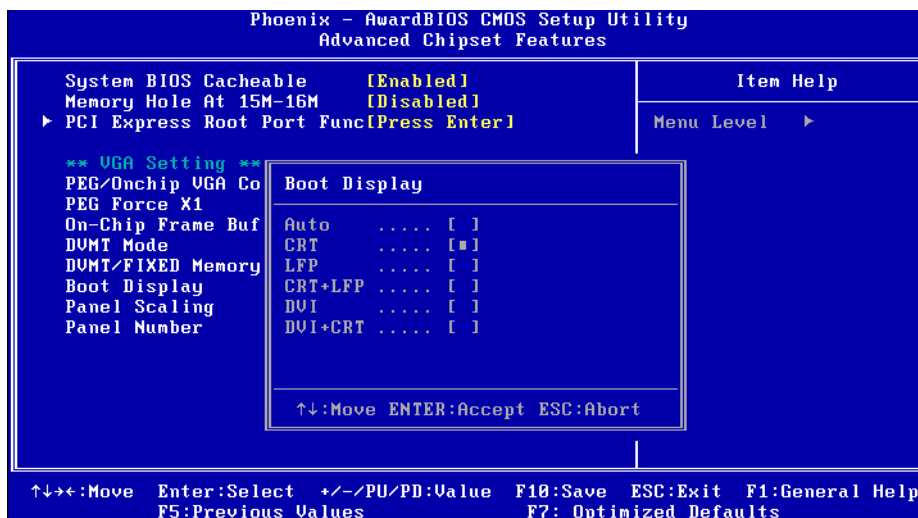 Phoenix - AwardBIOS CMOS Setup Utility
Advanced Chipset Features
System BIOS Cacheable [Enabled]
Memory Hole At 15M-16M [Disabled]
► PCI Express Root Port Func[Press Enter]
** VGA Setting **
PEG/Onchip VGA Co
PEG Force X1
On-Chip Frame Buf
DVMT Mode
DVMT/FIXED Memory
Boot Display
Panel Scaling
Panel Number
Boot Display
Auto ..... [ ]
CRT ..... [■]
LFP ..... [ ]
CRT+LFP ..... [ ]
DVI ..... [ ]
DVI+CRT ..... [ ]
↑↓:Move ENTER:Accept ESC:Abort
Item Help
Menu Level ►
↑↓→←:Move Enter:Select +/-/PU/PD:Value F10:Save ESC:Exit F1:General Help
F5:Previous Values F7: Optimized Defaults